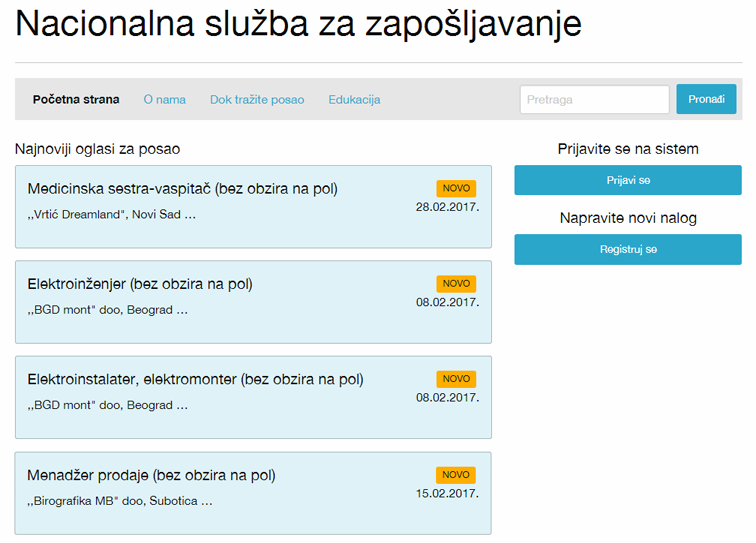 Nacionalna služba za zapošljavanje
Početna strana O nama Dok tražite posao Edukacija Pretraga Pronađi
Najnoviji oglasi za posao
Medicinska sestra-vaspitač (bez obzira na pol) NOVO
,,Vrtić Dreamland", Novi Sad ... 28.02.2017.
Elektroinženjer (bez obzira na pol) NOVO
,,BGD mont" doo, Beograd ... 08.02.2017.
Elektroinstalater, elektromonter (bez obzira na pol) NOVO
,,BGD mont" doo, Beograd ... 08.02.2017.
Menadžer prodaje (bez obzira na pol) NOVO
,,Birografika MB" doo, Subotica ... 15.02.2017.
Prijavite se na sistem
Prijavi se
Napravite novi nalog
Registruj se